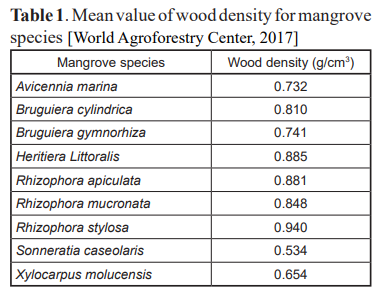 Table 1. Mean value of wood density for mangrove
species [World Agroforestry Center, 2017]
Mangrove species Wood density (g/cm³)
Avicennia marina 0.732
Bruguiera cylindrica 0.810
Bruguiera gymnorhiza 0.741
Heritiera Littoralis 0.885
Rhizophora apiculata 0.881
Rhizophora mucronata 0.848
Rhizophora stylosa 0.940
Sonneratia caseolaris 0.534
Xylocarpus molucensis 0.654